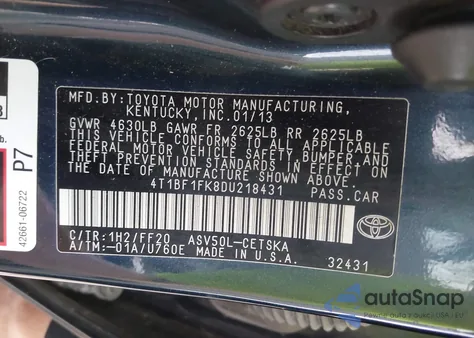 MFD. BY: TOYOTA MOTOR MANUFACTURING,
KENTUCKY, INC. 01/13
GVWR 4630LB GAWR FR 2625LB RR 2625LB
THIS VEHICLE CONFORMS TO ALL APPLICABLE
FEDERAL MOTOR VEHICLE SAFETY, BUMPER, AND
THEFT PREVENTION STANDARDS IN EFFECT ON
THE DATE OF MANUFACTURE SHOWN ABOVE.
4T1BF1FK8DU218431 PASS.CAR
C/TR:1H2/FF20 ASV50L-CETSKA
A/TM:-01A/U760E MADE IN U.S.A.
32431
TOYOTA
P7
42661-06722
autoSnap